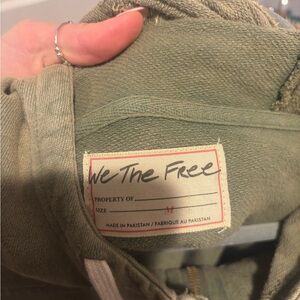 We The Free
PROPERTY OF
SIZE M
MADE IN PAKISTAN / FABRIQUE AU PAKISTAN